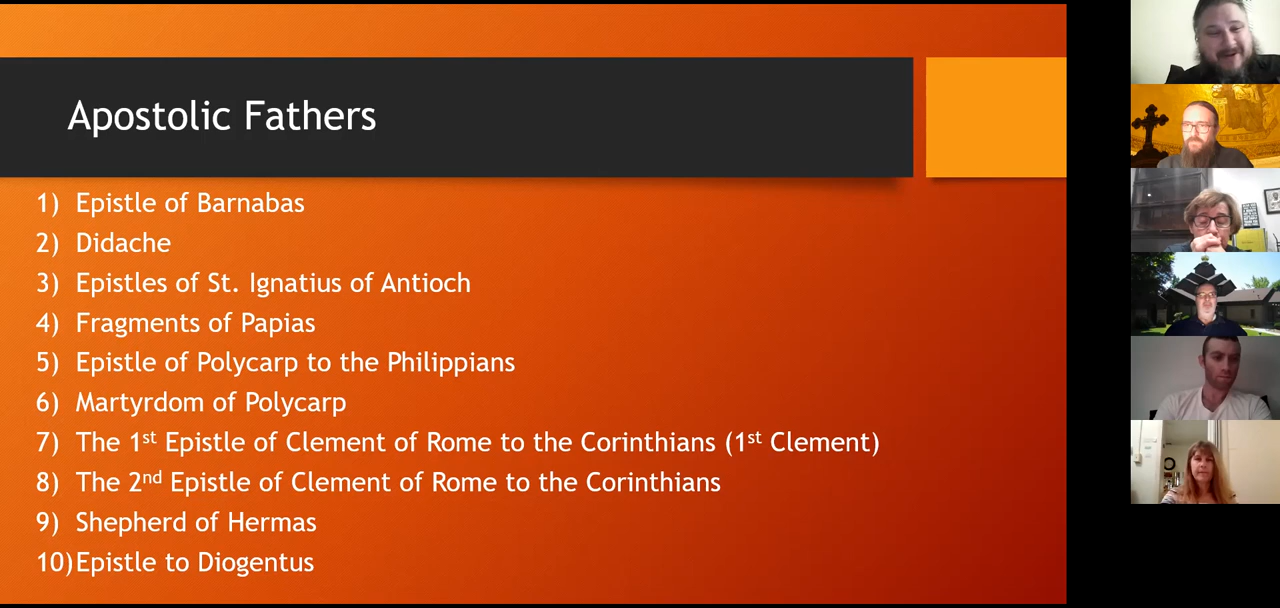 Apostolic Fathers
1) Epistle of Barnabas
2) Didache
3) Epistles of St. Ignatius of Antioch
4) Fragments of Papias
5) Epistle of Polycarp to the Philippians
6) Martyrdom of Polycarp
7) The 1st Epistle of Clement of Rome to the Corinthians (1st Clement)
8) The 2nd Epistle of Clement of Rome to the Corinthians
9) Shepherd of Hermas
10) Epistle to Diogentus